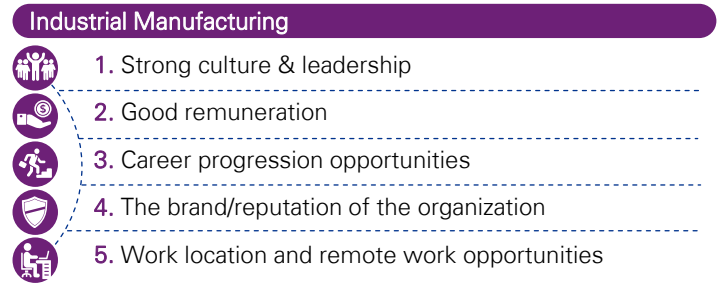 Industrial Manufacturing
1. Strong culture & leadership
2. Good remuneration
3. Career progression opportunities
4. The brand/reputation of the organization
5. Work location and remote work opportunities